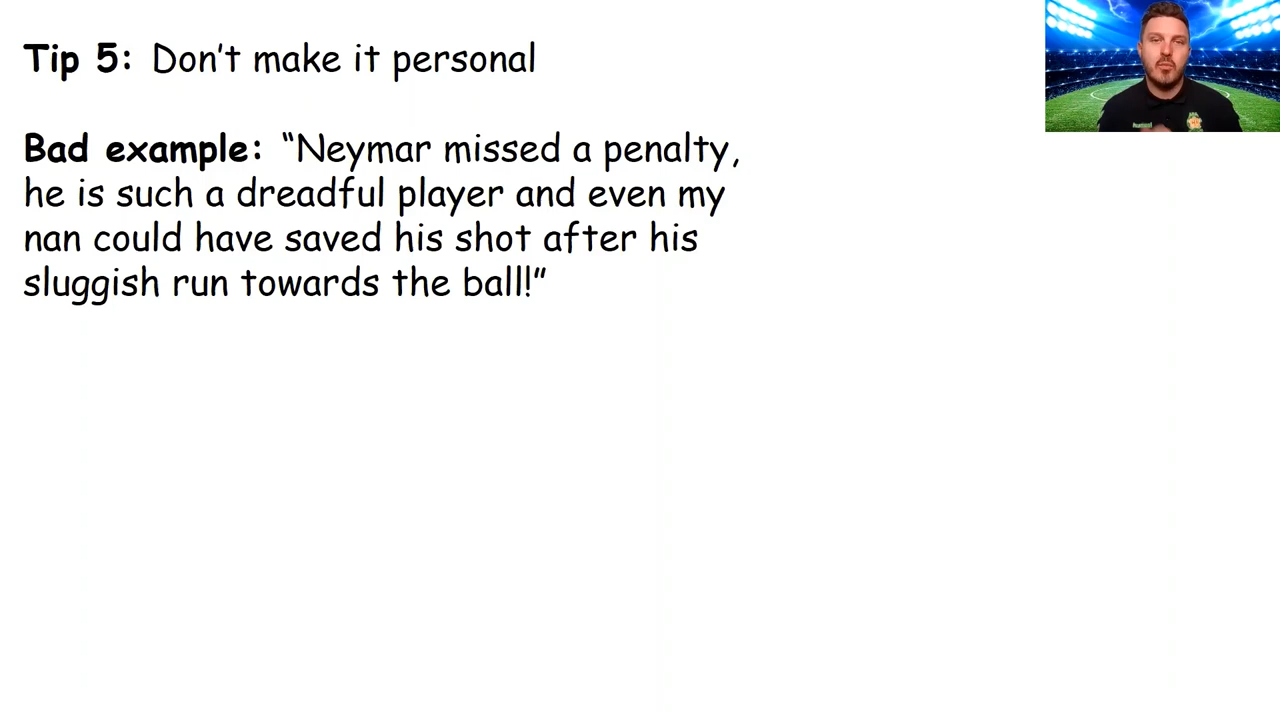 Tip 5: Don’t make it personal
Bad example: “Neymar missed a penalty,
he is such a dreadful player and even my
nan could have saved his shot after his
sluggish run towards the ball!”